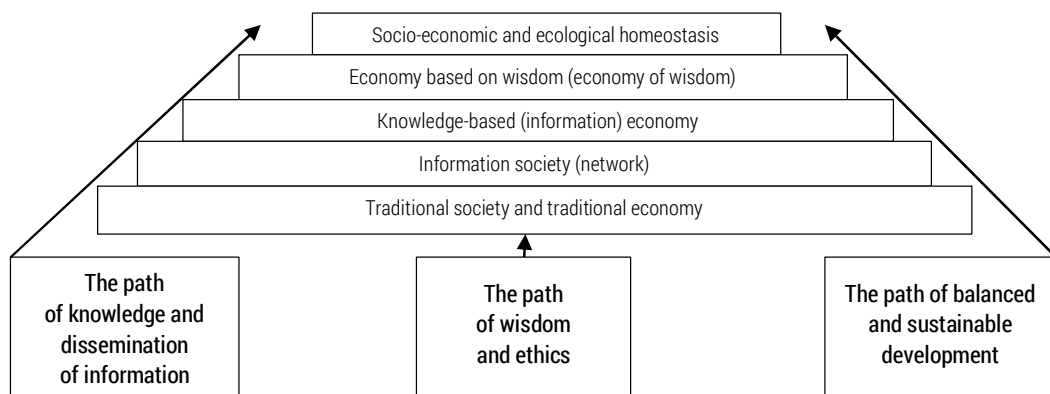 Socio-economic and ecological homeostasis
Economy based on wisdom (economy of wisdom)
Knowledge-based (information) economy
Information society (network)
Traditional society and traditional economy
The path
of knowledge and
dissemination
of information
The path
of wisdom
and ethics
The path of balanced
and sustainable
development